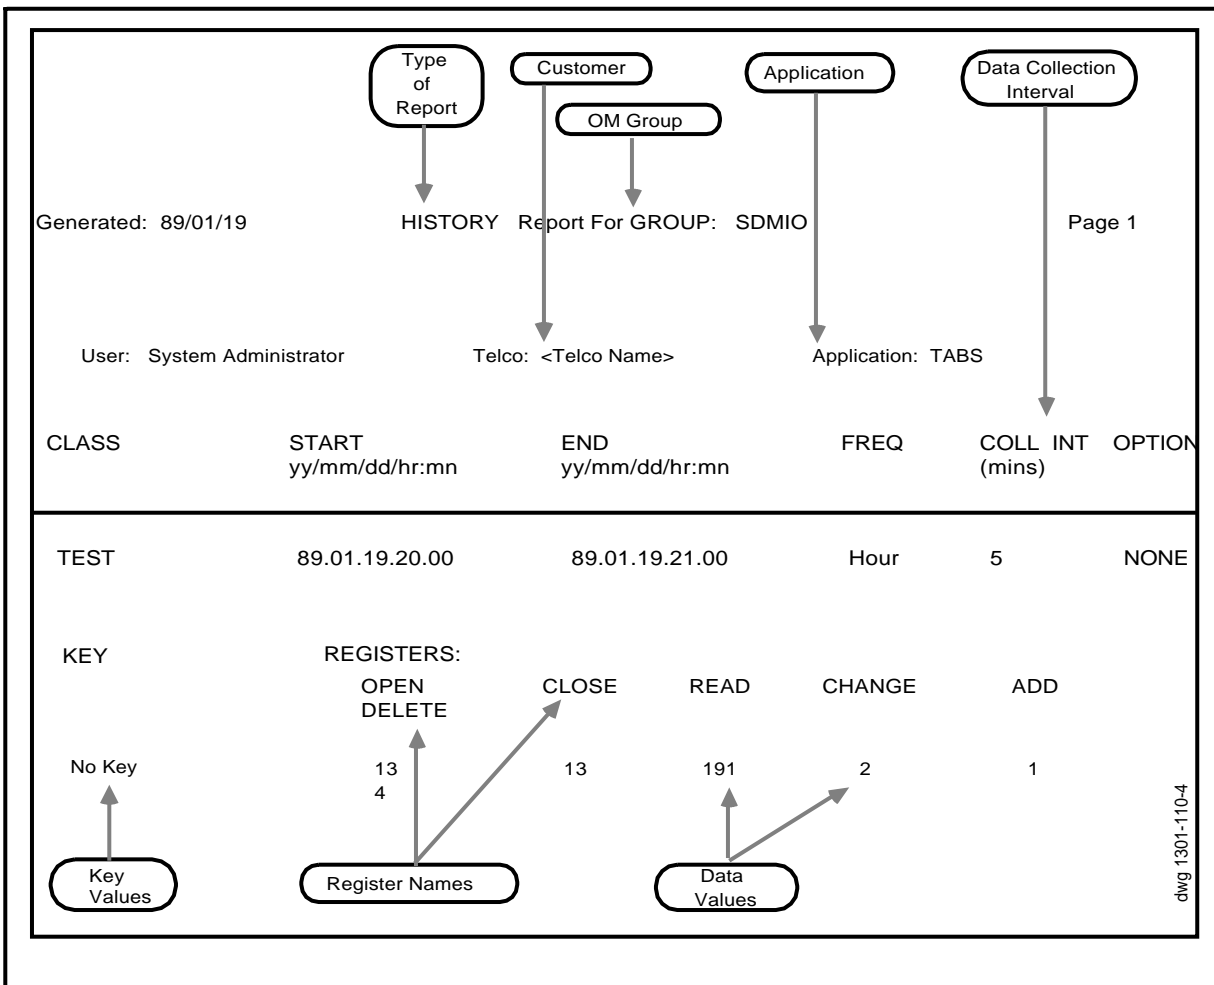 Type
of
Report
Customer
OM Group
Application
Data Collection
Interval
Generated: 89/01/19 HISTORY Report For GROUP: SDMIO Page 1
User: System Administrator Telco: <Telco Name> Application: TABS
CLASS START END FREQ COLL INT OPTION
yy/mm/dd/hr:mn yy/mm/dd/hr:mn (mins)
TEST 89.01.19.20.00 89.01.19.21.00 Hour 5 NONE
KEY REGISTERS:
OPEN CLOSE READ CHANGE ADD
DELETE
No Key 13 13 191 2 1
4
Key
Values
Register Names
Data
Values
dwg 1301-110-4